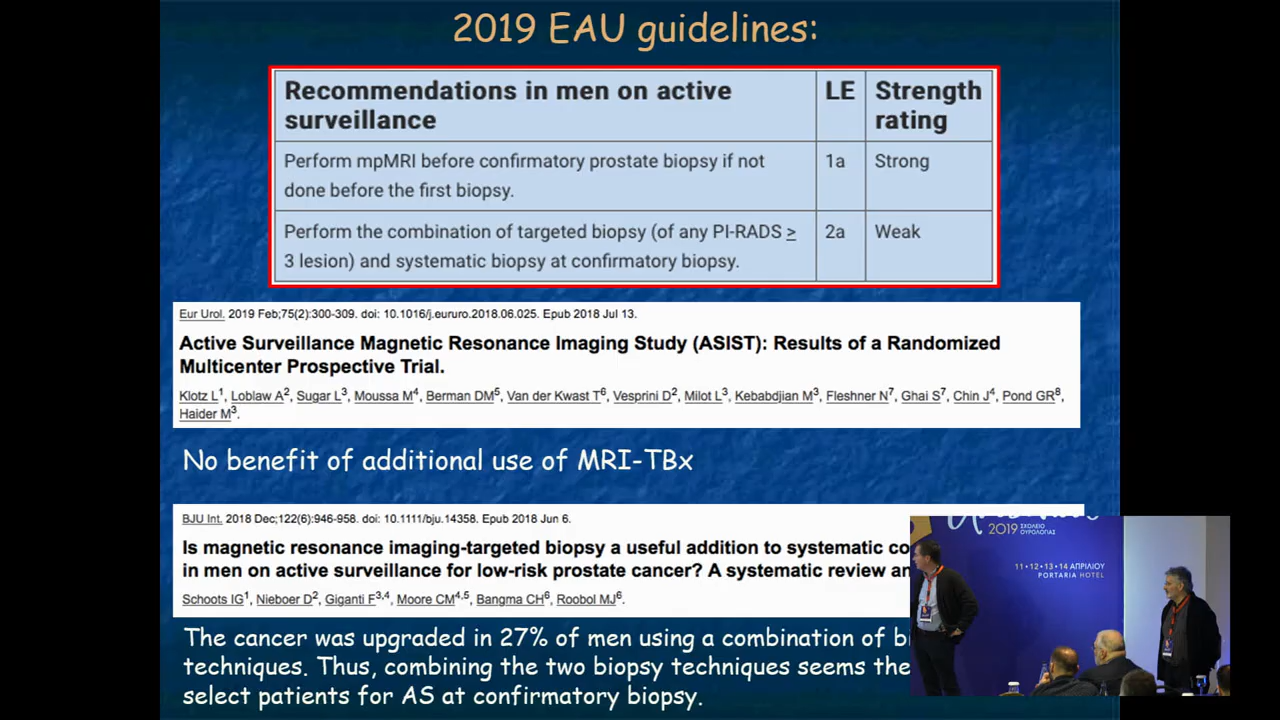 2019 EAU guidelines:
Recommendations in men on active surveillance LE Strength rating
Perform mpMRI before confirmatory prostate biopsy if not done before the first biopsy. 1a Strong
Perform the combination of targeted biopsy (of any PI-RADS ≥ 3 lesion) and systematic biopsy at confirmatory biopsy. 2a Weak
Eur Urol. 2019 Feb;75(2):300-309. doi: 10.1016/j.eururo.2018.06.025. Epub 2018 Jul 13.
Active Surveillance Magnetic Resonance Imaging Study (ASIST): Results of a Randomized
Multicenter Prospective Trial.
Klotz L1, Loblaw A2, Sugar L3, Moussa M4, Berman DM5, Van der Kwast T6, Vesprini D2, Milot L3, Kebabdjian M3, Fleshner N7, Ghai S7, Chin J4, Pond GR8,
Haider M3.
No benefit of additional use of MRI-TBx
BJU Int. 2018 Dec;122(6):946-958. doi: 10.1111/bju.14358. Epub 2018 Jun 6.
Is magnetic resonance imaging-targeted biopsy a useful addition to systematic
in men on active surveillance for low-risk prostate cancer? A systematic review
Schoots IG1, Nieboer D2, Giganti F3,4, Moore CM4,5, Bangma CH6, Roobol MJ6.
The cancer was upgraded in 27% of men using a combination of
techniques. Thus, combining the two biopsy techniques seems
select patients for AS at confirmatory biopsy.
2019 ΣΧΟΛΕΙΟ
ΟΥΡΟΛΟΓΙΑΣ
11•12•13•14 ΑΠΡΙΛΙΟΥ
PORTARIA HOTEL